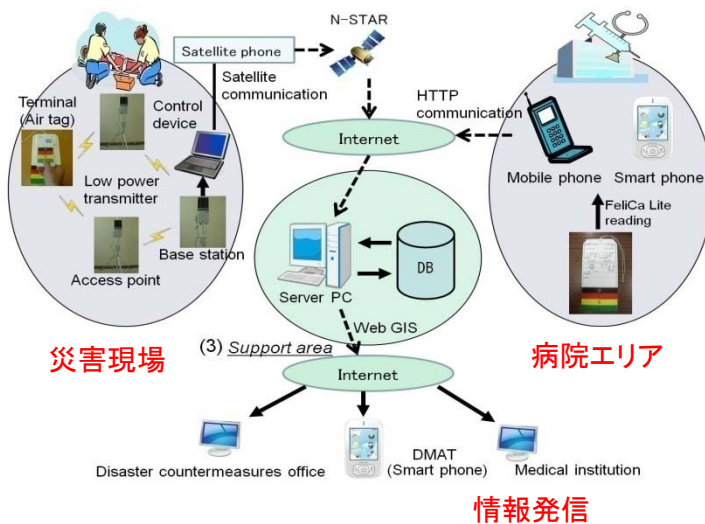 N-STAR
Satellite phone
Satellite
communication
Terminal
(Air tag)
Control
device
Low power
transmitter
Base station
Access point
災害現場
HTTP
communication
Internet
Mobile phone
Smart phone
FeliCa Lite
reading
病院エリア
DB
Server PC
Web GIS
(3) Support area
Internet
Disaster countermeasures office
DMAT
(Smart phone)
Medical institution
情報発信